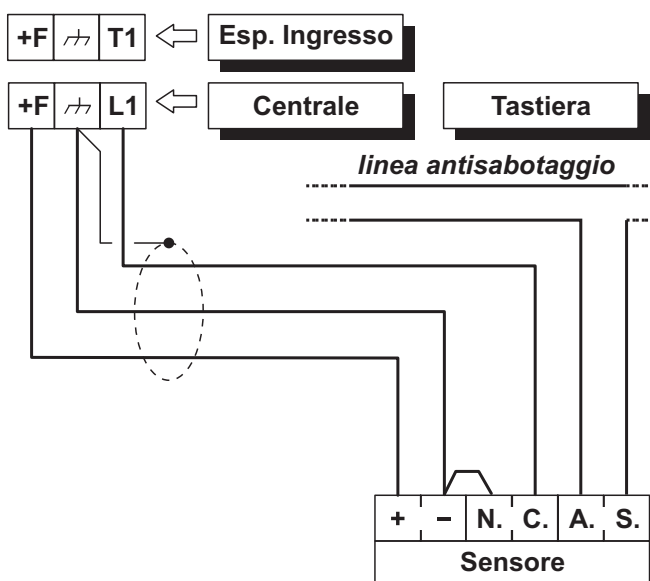 +F T1 Esp. Ingresso
+F L1 Centrale Tastiera
linea antisabotaggio
+ – N. C. A. S.
Sensore